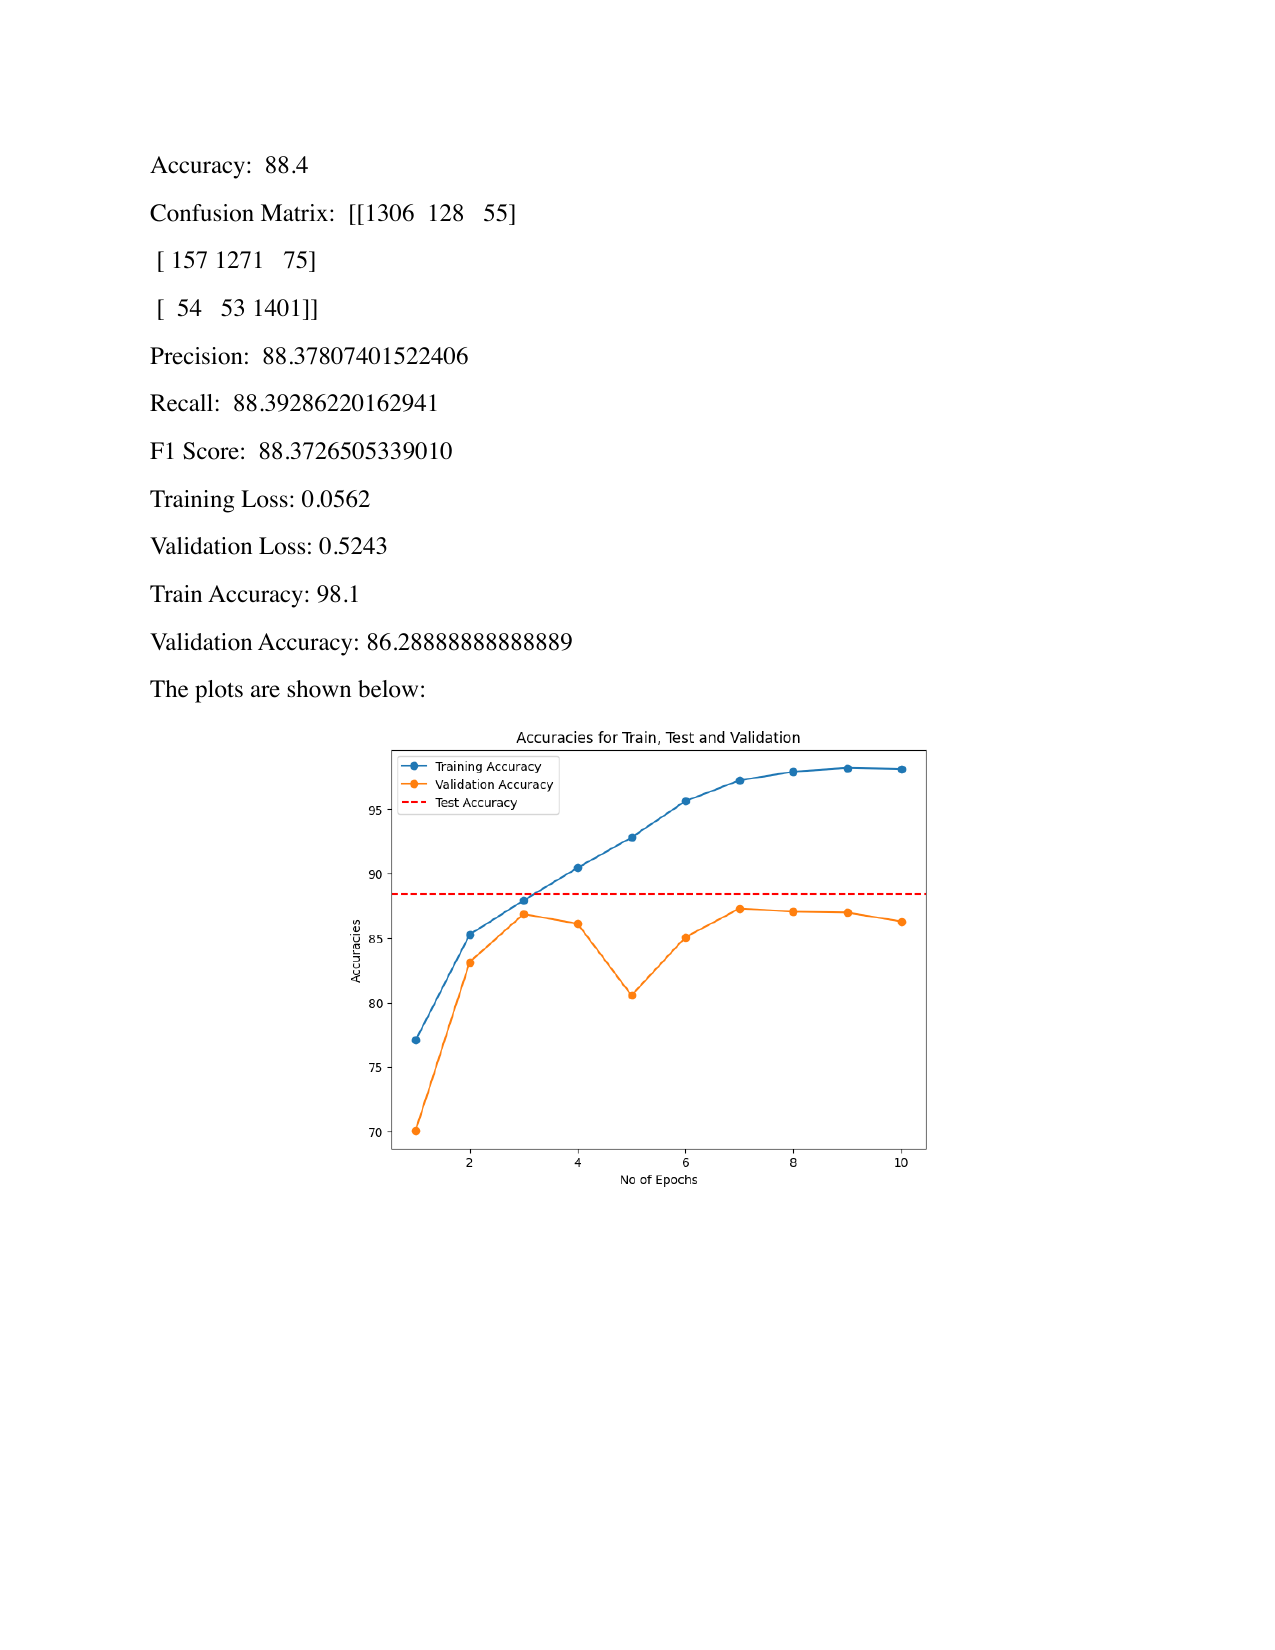 Accuracy:  88.4
Confusion Matrix:  [[1306  128   55]
[ 157 1271   75]
[  54   53 1401]]
Precision:  88.37807401522406
Recall:  88.39286220162941
F1 Score:  88.3726505339010
Training Loss: 0.0562
Validation Loss: 0.5243
Train Accuracy: 98.1
Validation Accuracy: 86.28888888888889
The plots are shown below:
Accuracies for Train, Test and Validation
Training Accuracy
Validation Accuracy
Test Accuracy
95
90
85
80
75
70
Accuracies
2 4 6 8 10
No of Epochs